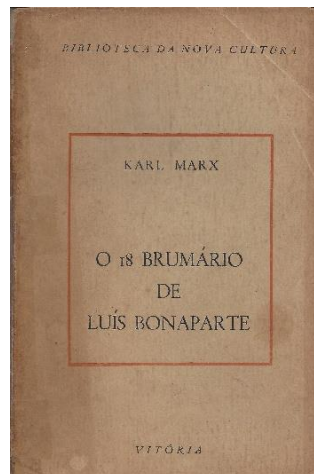 BIBLIOTECA DA NOVA CULTURA
KARL MARX
O 18 BRUMÁRIO
DE
LUÍS BONAPARTE
VITÓRIA